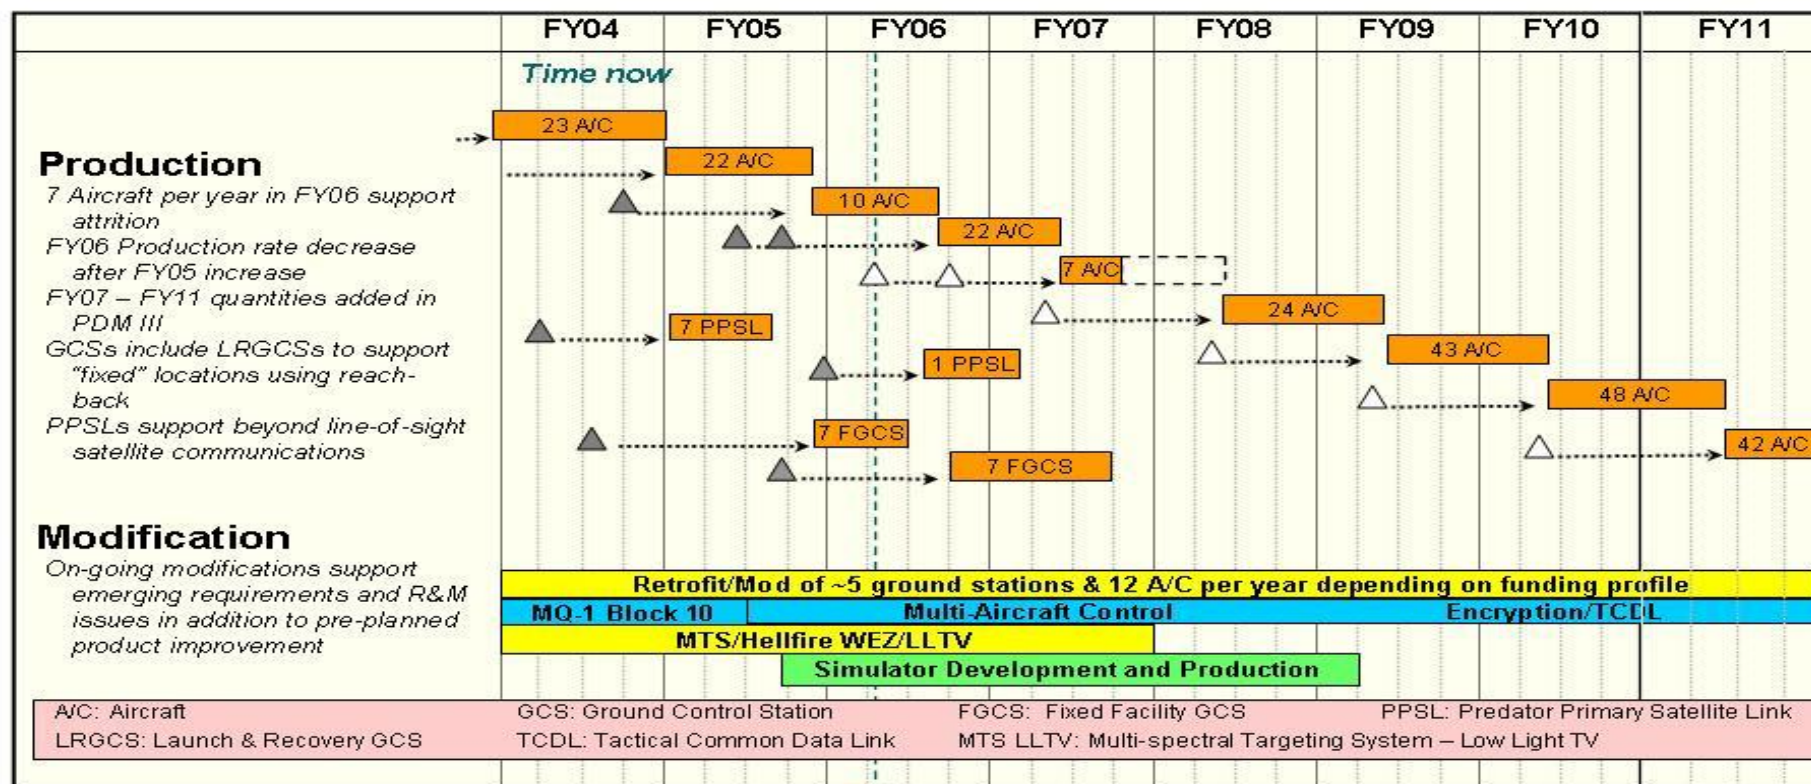 FY04 FY05 FY06 FY07 FY08 FY09 FY10 FY11
Time now
23 A/C
Production
22 A/C
7 Aircraft per year in FY06 support
attrition
10 A/C
FY06 Production rate decrease
after FY05 increase
22 A/C
7 A/C
FY07 – FY11 quantities added in
PDM III
24 A/C
7 PPSL
GCSs include LRGCSs to support
"fixed" locations using reach-
back
43 A/C
1 PPSL
48 A/C
PPSLs support beyond line-of-sight
satellite communications
7 FGCS
42 A/C
7 FGCS
Modification
On-going modifications support
emerging requirements and R&M
issues in addition to pre-planned
product improvement
Retrofit/Mod of ~5 ground stations & 12 A/C per year depending on funding profile
MQ-1 Block 10 Multi-Aircraft Control Encryption/TCDL
MTS/Hellfire WEZ/LLTV
Simulator Development and Production
A/C: Aircraft GCS: Ground Control Station FGCS: Fixed Facility GCS PPSL: Predator Primary Satellite Link
LRGCS: Launch & Recovery GCS TCDL: Tactical Common Data Link MTS LLTV: Multi-spectral Targeting System – Low Light TV